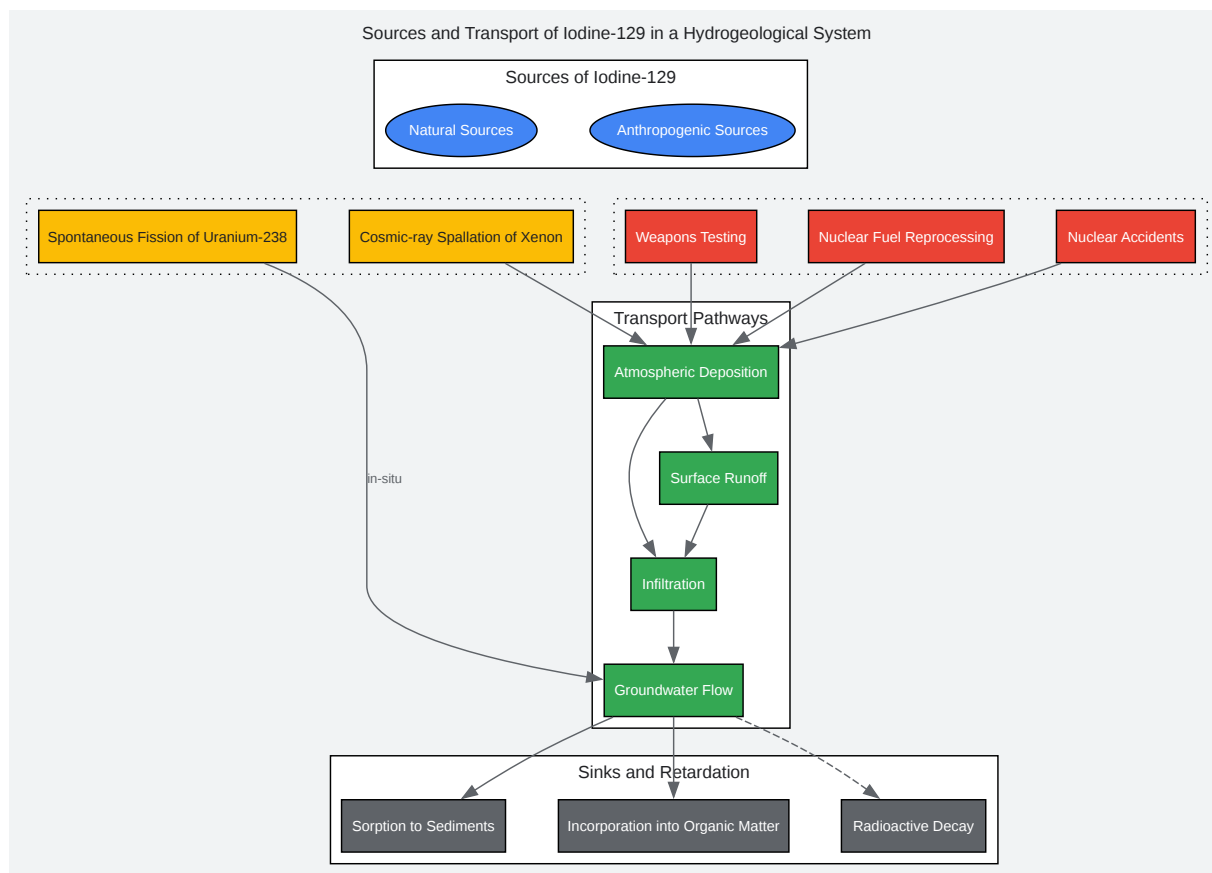 Sources and Transport of Iodine-129 in a Hydrogeological System
Sources of Iodine-129
Natural Sources
Anthropogenic Sources
Spontaneous Fission of Uranium-238
Cosmic-ray Spallation of Xenon
Weapons Testing
Nuclear Fuel Reprocessing
Nuclear Accidents
Transport Pathways
Atmospheric Deposition
Surface Runoff
in-situ
Infiltration
Groundwater Flow
Sinks and Retardation
Sorption to Sediments
Incorporation into Organic Matter
Radioactive Decay